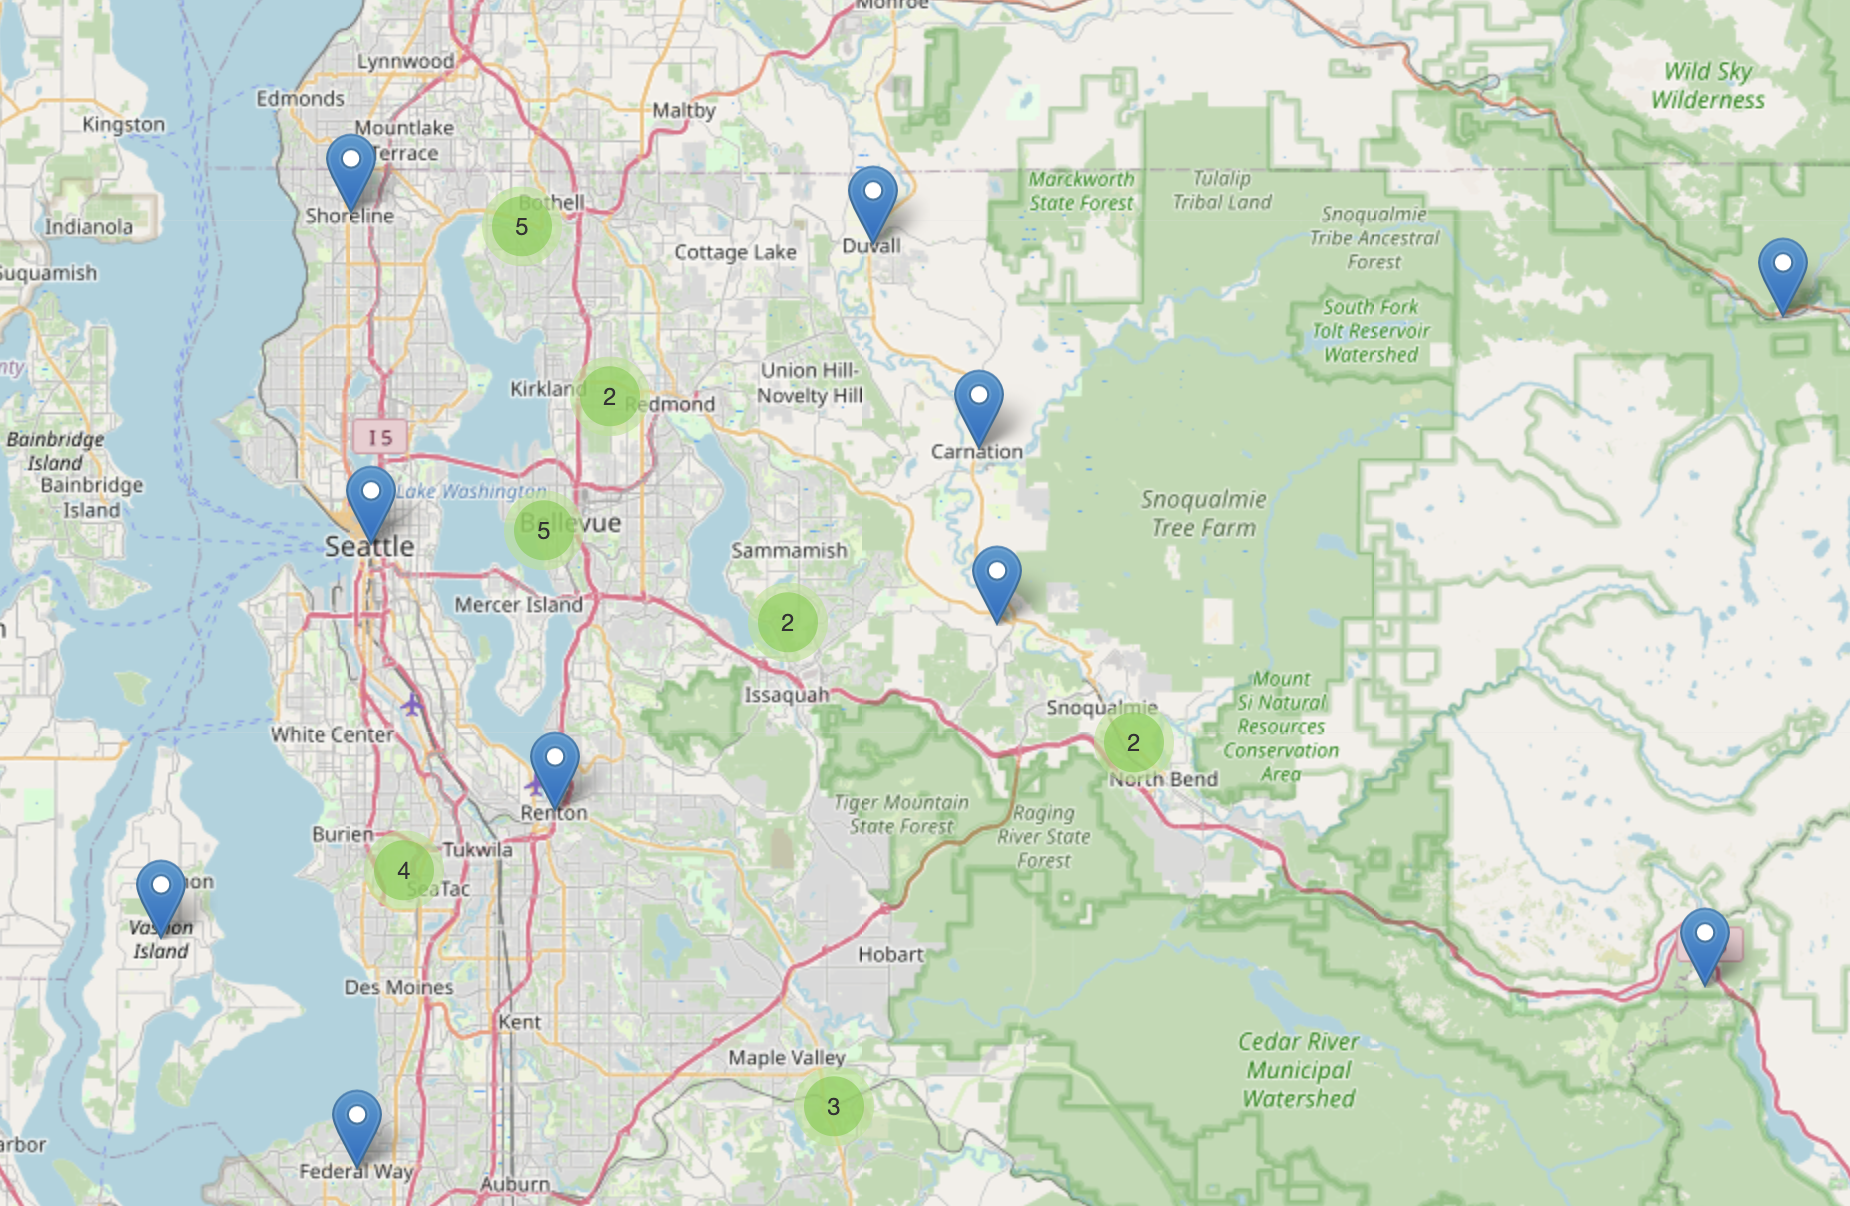 Monroe
Lynnwood
Wild Sky
Wilderness
Edmonds
Maltby
Kingston
Mountlake
Terrace
Marckworth
State Forest
Tulalip
Tribal Land
Bothell
Shoreline
5
Indianola
Snoqualmie
Tribe Ancestral
Forest
Duvall
Cottage Lake
Suquamish
South Fork
Tolt Reservoir
Watershed
nty
Union Hill-
Novelty Hill
Kirkland
2
Redmond
I 5
Bainbridge
Island
Carnation
Bainbridge
Island
Lake Washington
Snoqualmie
Tree Farm
5
Bellevue
Seattle
Sammamish
Mercer Island
2
Issaquah
Mount
Si Natural
Resources
Conservation
Area
Snoqualmie
White Center
2
North Bend
Tiger Mountain
State Forest
Raging
River State
Forest
Renton
Burien
Tukwila
4
SeaTac
on
Vashon
Island
Hobart
Des Moines
Kent
Cedar River
Municipal
Watershed
Maple Valley
3
arbor
Federal Way
Auburn